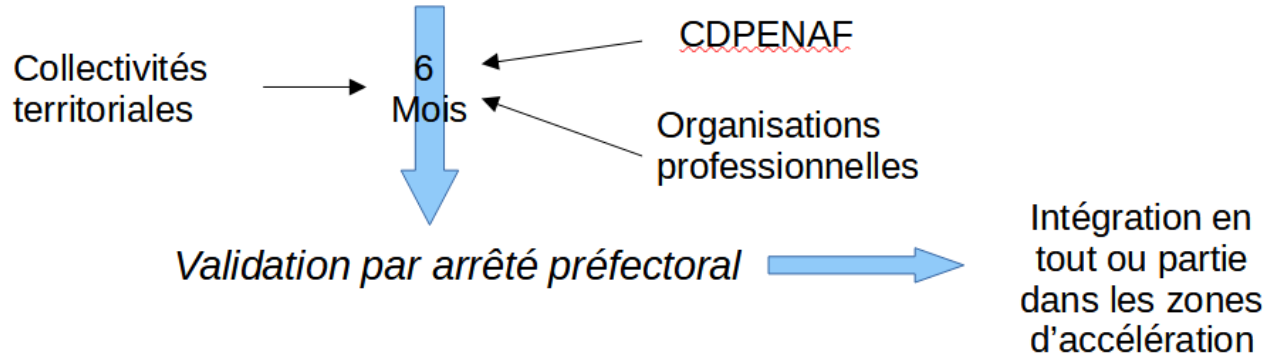 Collectivités
territoriales
6
Mois
CDPENAF
Organisations
professionnelles
Validation par arrêté préfectoral
Intégration en
tout ou partie
dans les zones
d’accélération